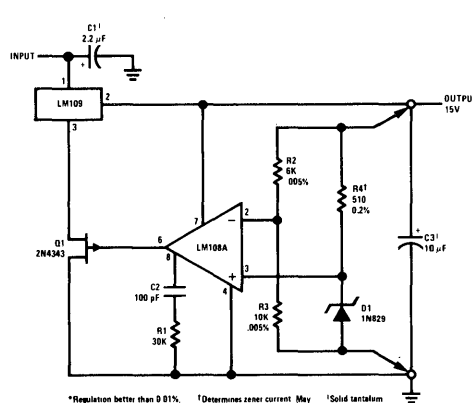 C1†
2.2 µF
+
INPUT
1
LM109
2
3
OUTPU
15V
R2
6K
.005%
R4†
510
0.2%
7
2
−
Q1
2N4343
6
LM108A
8
+
3
4
C2
100 pF
R1
30K
R3
10K
.005%
D1
1N829
+
C3†
10 µF
*Regulation better than 0 01%, †Determines zener current May ‡Solid tantalum